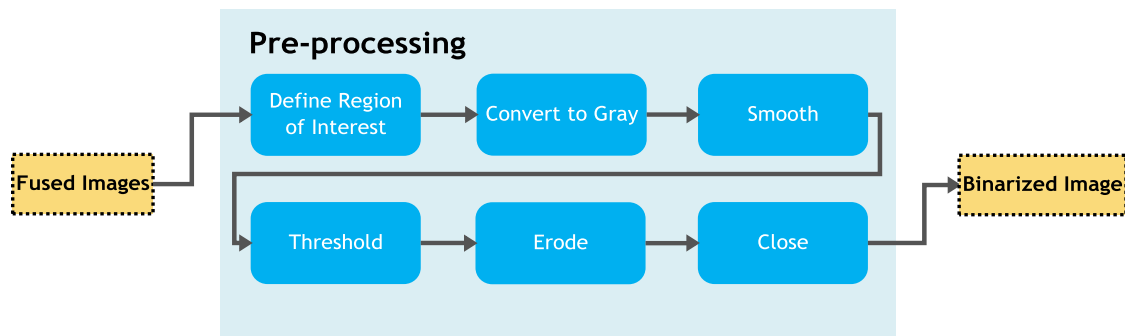 Pre-processing
Define Region
of Interest
Convert to Gray
Smooth
Fused Images
Binarized Image
Threshold
Erode
Close